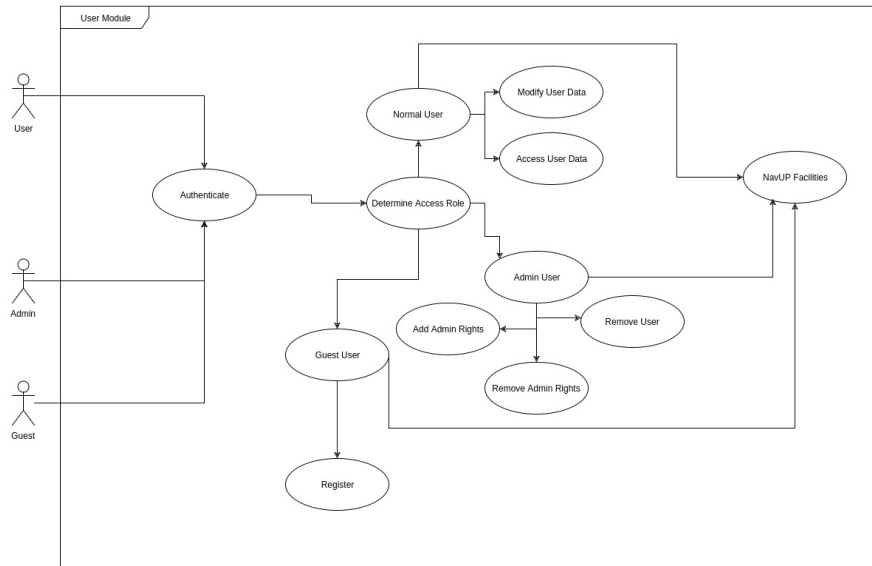 User Module
User
Normal User
Modify User Data
Access User Data
NavUP Facilities
Authenticate
Determine Access Role
Admin
Admin User
Add Admin Rights
Remove User
Guest User
Remove Admin Rights
Guest
Register